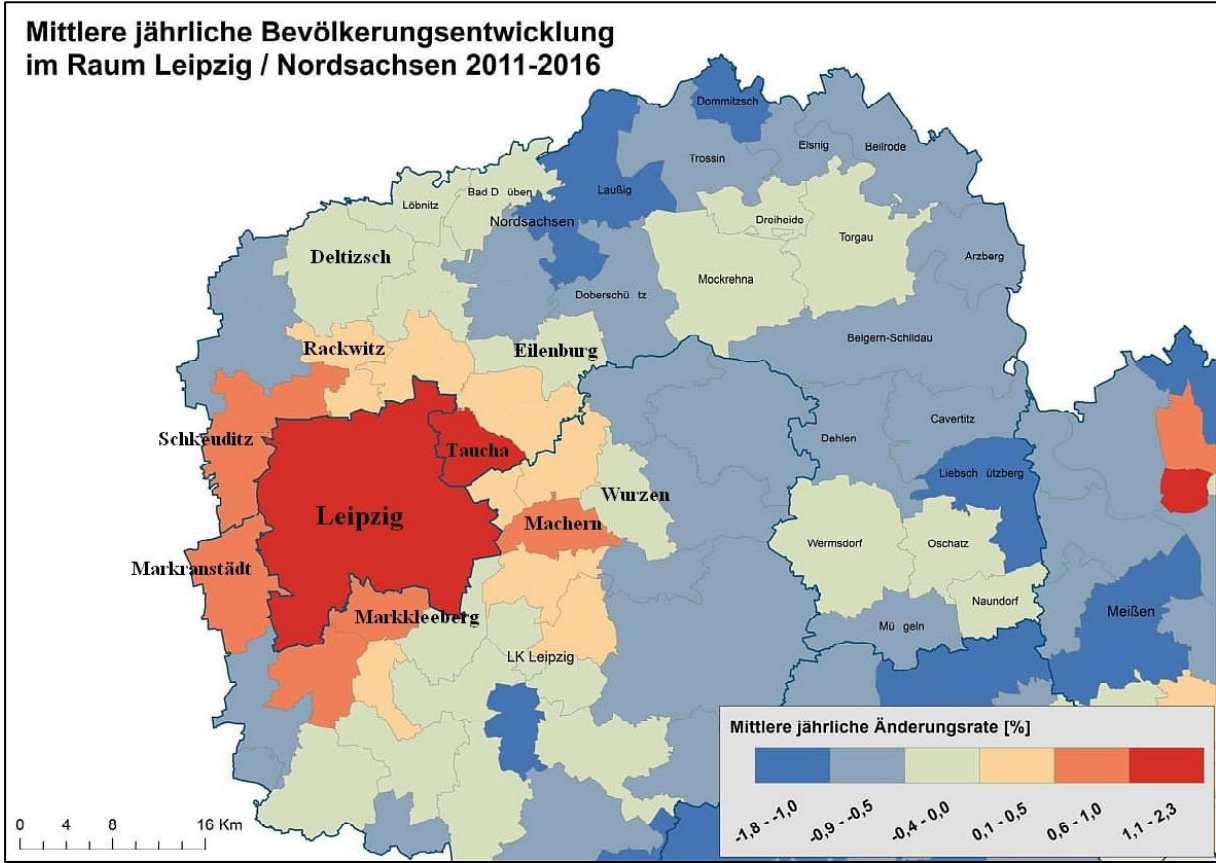 Mittlere jährliche Bevölkerungsentwicklung
im Raum Leipzig / Nordsachsen 2011-2016
Dommitzsch
Elsnig
Beilrode
Trossin
Bad D üben
Laußig
Löbnitz
Nordsachsen
Dreiheide
Torgau
Deltizsch
Arzberg
Mockrehna
Doberschü tz
Belgern-Schildau
Rackwitz
Eilenburg
Cavertitz
Schkeuditz
Dahlen
Taucha
Liebsch ützberg
Wurzen
Leipzig
Machern
Wermsdorf
Oschatz
Markranstädt
Naundorf
Markkleeberg
Meißen
Mü geln
LK Leipzig
Mittlere jährliche Änderungsrate [%]
-1,8 - -1,0
-0,9 - -0,5
-0,4 - 0,0
0,1 - 0,5
0,6 - 1,0
1,1 - 2,3
0 4 8 16 Km